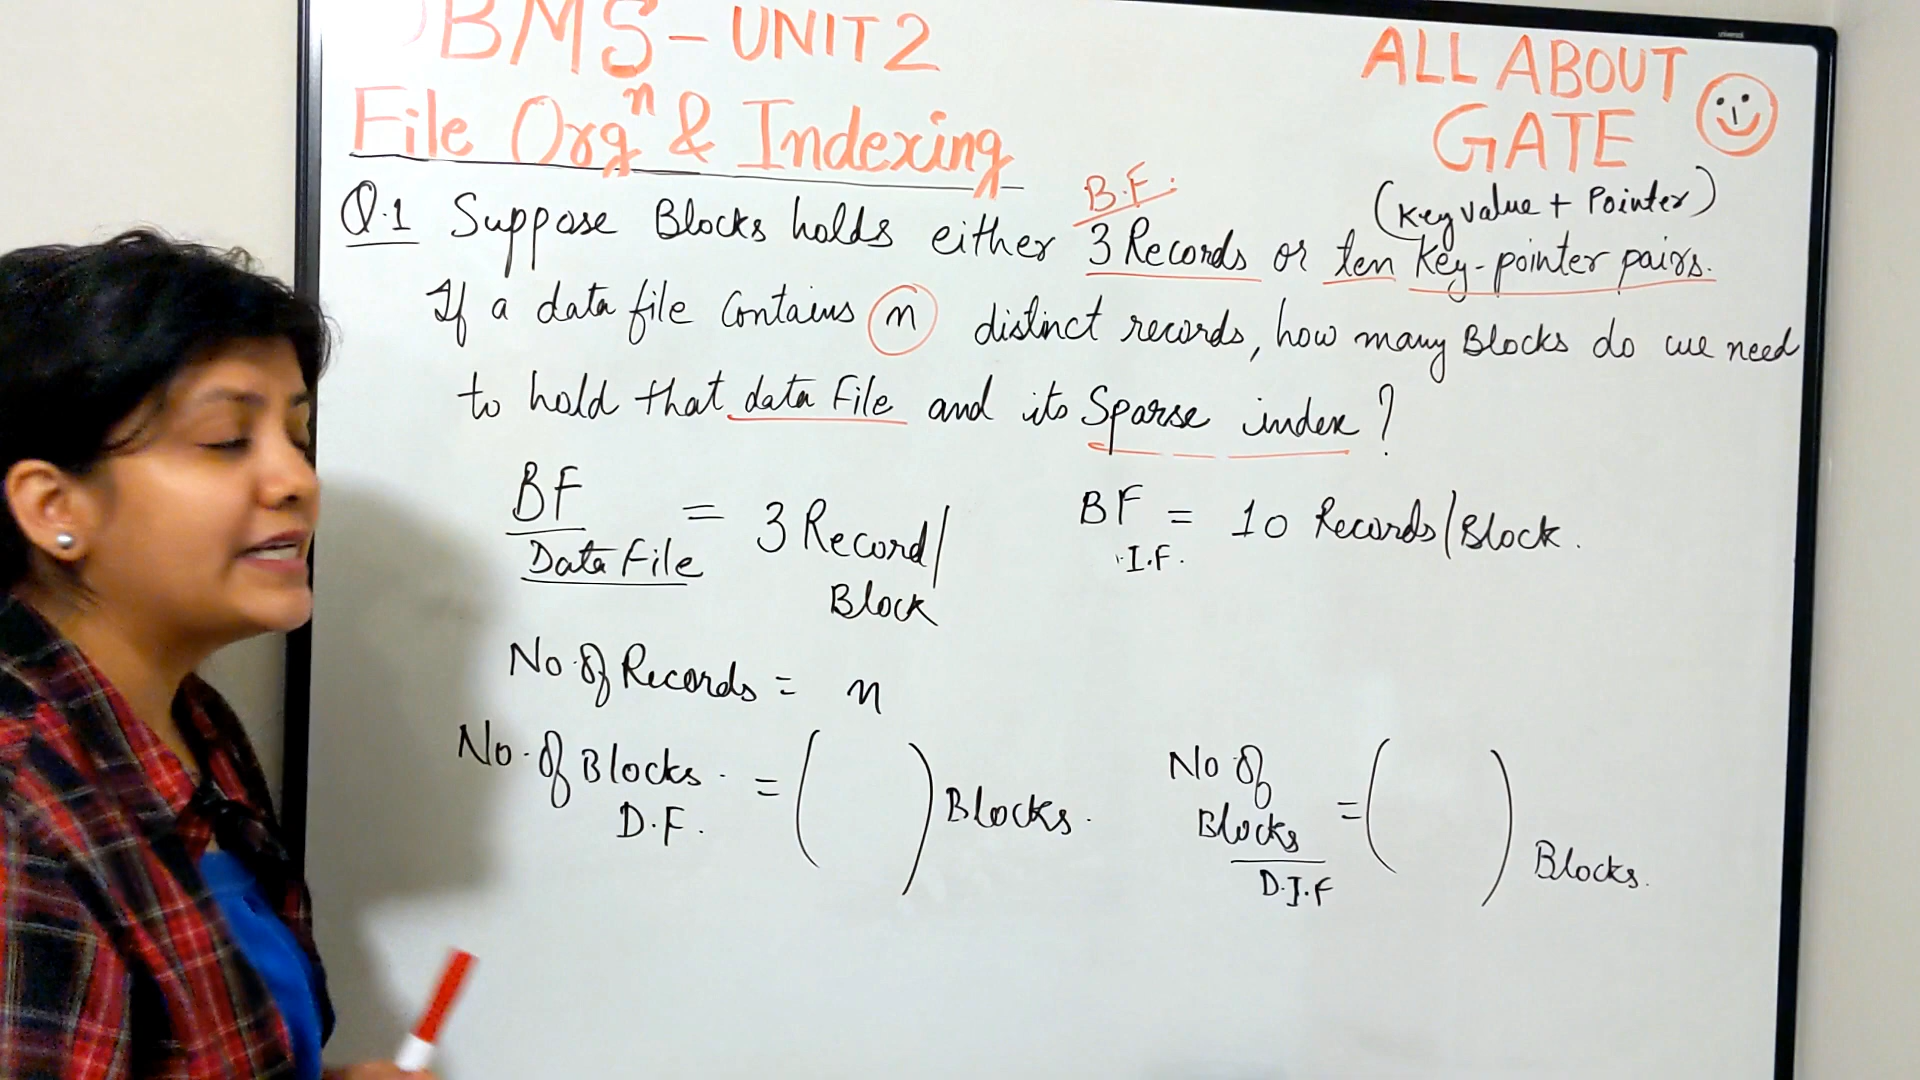 DBMS - UNIT 2
ALL ABOUT
GATE
File Orgⁿ & Indexing
B.F.:
(Key value + Pointer)
Q.1 Suppose Blocks holds either 3 Records or ten Key-pointer pairs.
If a data file Contains n distinct records, how many Blocks do we need
to hold that data File and its Sparse index?
BF Data File = 3 Record/Block
BF I.F. = 10 Records/Block.
No. of Records = n
No. of Blocks D.F. = ( ) Blocks.
No of Blocks D.I.F = ( ) Blocks.